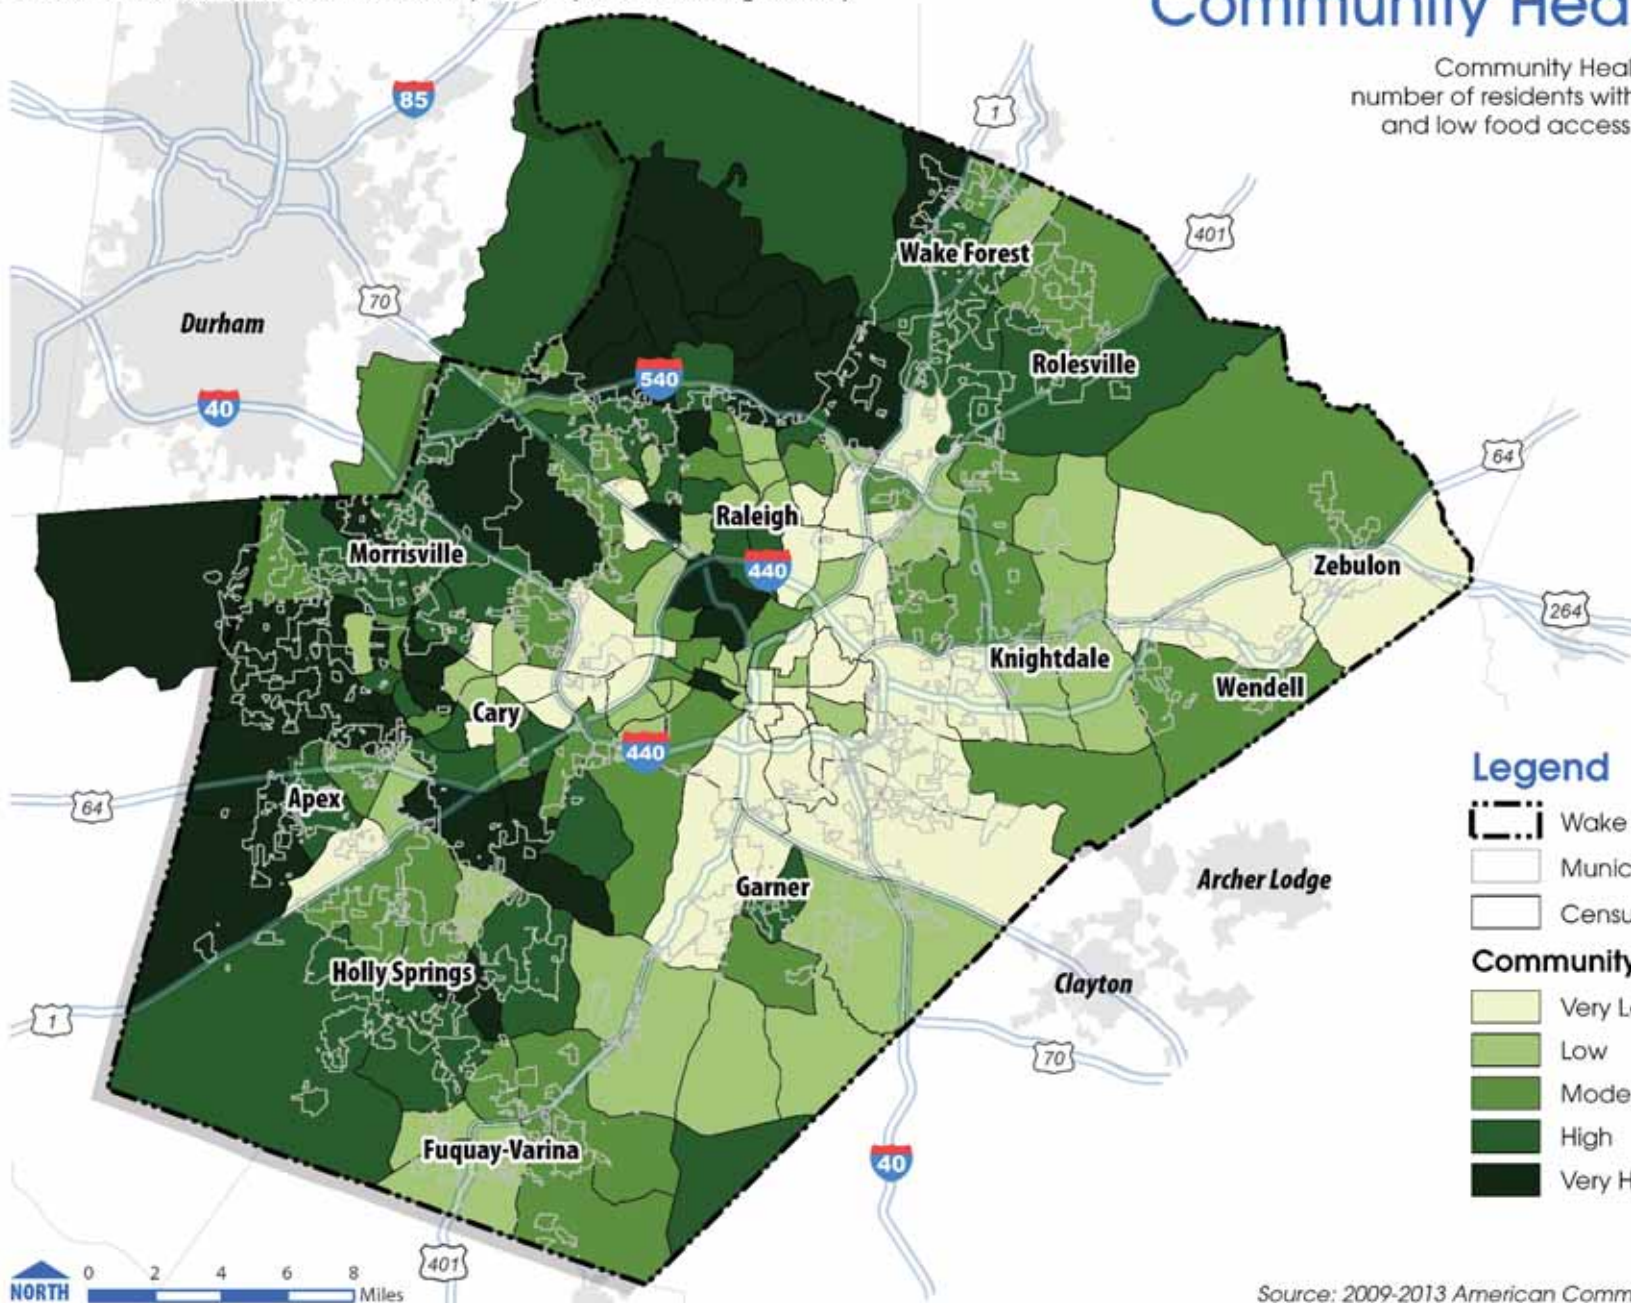 Community Hea
Community Heal
number of residents with
and low food access
85
1
401
Wake Forest
70
Durham
Rolesville
540
40
64
Raleigh
Morrisville
440
Zebulon
264
Knightdale
Wendell
Cary
440
Legend
64
Apex
Wake
Munic
Archer Lodge
Garner
Censu
Community
Holly Springs
Clayton
Very L
1
Low
70
Mode
High
Fuquay-Varina
40
Very H
401
NORTH
0 2 4 6 8
Miles
Source: 2009-2013 American Comm